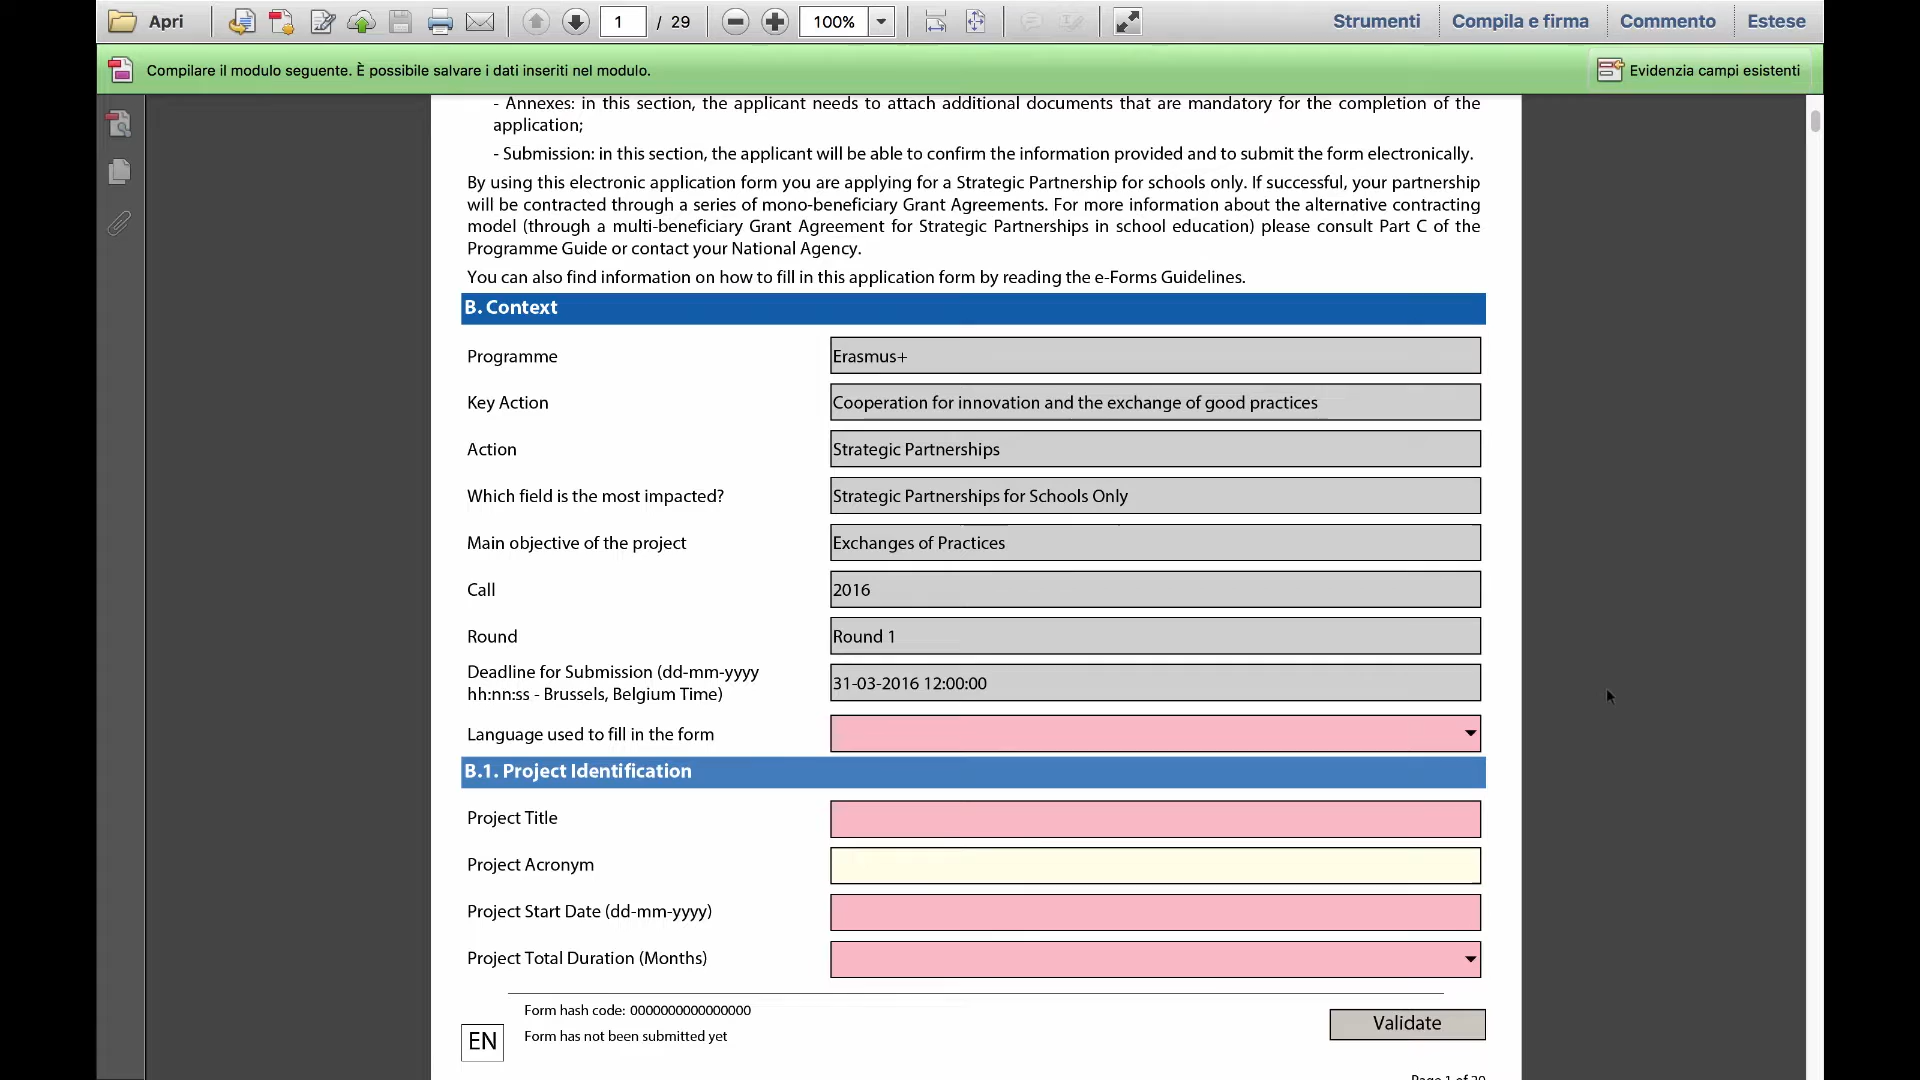 Apri
1 / 29
100%
Strumenti
Compila e firma
Commento
Estese
Compilare il modulo seguente. È possibile salvare i dati inseriti nel modulo.
Evidenzia campi esistenti
- Annexes: in this section, the applicant needs to attach additional documents that are mandatory for the completion of the
application;
- Submission: in this section, the applicant will be able to confirm the information provided and to submit the form electronically.
By using this electronic application form you are applying for a Strategic Partnership for schools only. If successful, your partnership
will be contracted through a series of mono-beneficiary Grant Agreements. For more information about the alternative contracting
model (through a multi-beneficiary Grant Agreement for Strategic Partnerships in school education) please consult Part C of the
Programme Guide or contact your National Agency.
You can also find information on how to fill in this application form by reading the e-Forms Guidelines.
B. Context
Programme
Erasmus+
Key Action
Cooperation for innovation and the exchange of good practices
Action
Strategic Partnerships
Which field is the most impacted?
Strategic Partnerships for Schools Only
Main objective of the project
Exchanges of Practices
Call
2016
Round
Round 1
Deadline for Submission (dd-mm-yyyy
hh:nn:ss - Brussels, Belgium Time)
31-03-2016 12:00:00
Language used to fill in the form
B.1. Project Identification
Project Title
Project Acronym
Project Start Date (dd-mm-yyyy)
Project Total Duration (Months)
Form hash code: 0000000000000000
Form has not been submitted yet
EN
Validate
Page 1 of 29